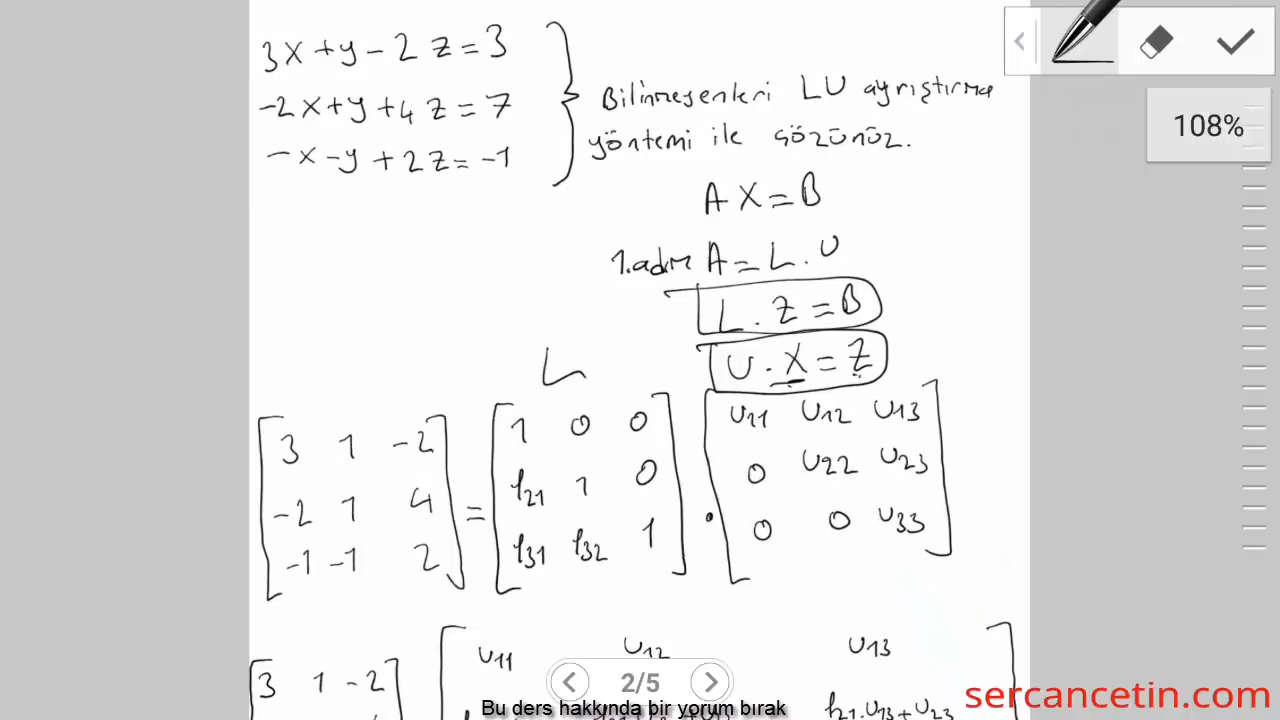 3x+y-2z=3
-2x+y+4z=7
-x-y+2z=-1
Bilinmeyenleri LU ayrıştırma
yöntemi ile çözünüz.
AX=B
1.adım A=L.U
L.Z=B
U.X=Z
L
3 1 -2
-2 1 4
-1 -1 2
=
1 0 0
l21 1 0
l31 l32 1
.
U11 U12 U13
0 U22 U23
0 0 U33
3 1 -2
U11 U12 U13
l21.U13+U23
108%
2/5
Bu ders hakkında bir yorum bırak
sercancetin.com